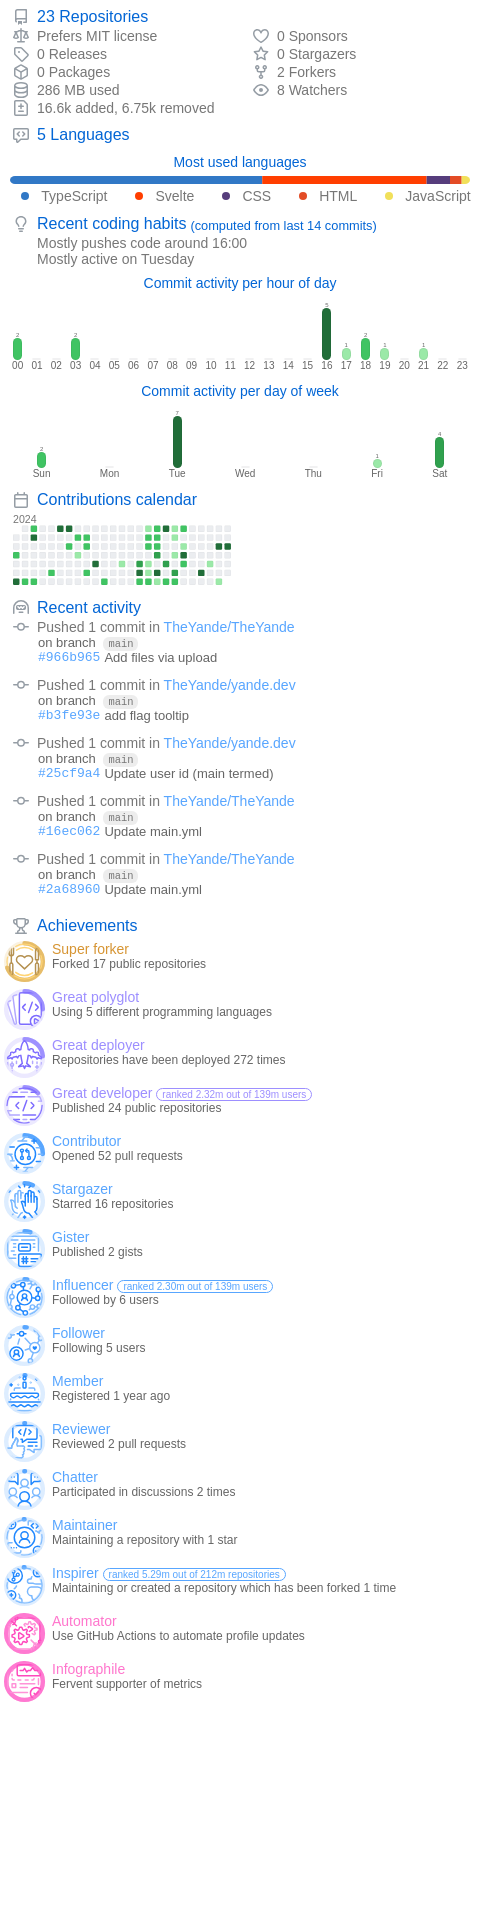 23 Repositories
Prefers MIT license
0 Sponsors
0 Releases
0 Stargazers
0 Packages
2 Forkers
286 MB used
8 Watchers
16.6k added, 6.75k removed
5 Languages
Most used languages
TypeScript Svelte CSS HTML JavaScript
Recent coding habits (computed from last 14 commits)
Mostly pushes code around 16:00
Mostly active on Tuesday
Commit activity per hour of day
2 2 5 1 2 1 1
00 01 02 03 04 05 06 07 08 09 10 11 12 13 14 15 16 17 18 19 20 21 22 23
Commit activity per day of week
2 7 1 4
Sun Mon Tue Wed Thu Fri Sat
Contributions calendar
2024
Recent activity
Pushed 1 commit in TheYande/TheYande
on branch main
#966b965 Add files via upload
Pushed 1 commit in TheYande/yande.dev
on branch main
#b3fe93e add flag tooltip
Pushed 1 commit in TheYande/yande.dev
on branch main
#25cf9a4 Update user id (main termed)
Pushed 1 commit in TheYande/TheYande
on branch main
#16ec062 Update main.yml
Pushed 1 commit in TheYande/TheYande
on branch main
#2a68960 Update main.yml
Achievements
Super forker
Forked 17 public repositories
Great polyglot
Using 5 different programming languages
Great deployer
Repositories have been deployed 272 times
Great developer ranked 2.32m out of 139m users
Published 24 public repositories
Contributor
Opened 52 pull requests
Stargazer
Starred 16 repositories
Gister
Published 2 gists
Influencer ranked 2.30m out of 139m users
Followed by 6 users
Follower
Following 5 users
Member
Registered 1 year ago
Reviewer
Reviewed 2 pull requests
Chatter
Participated in discussions 2 times
Maintainer
Maintaining a repository with 1 star
Inspirer ranked 5.29m out of 212m repositories
Maintaining or created a repository which has been forked 1 time
Automator
Use GitHub Actions to automate profile updates
Infographile
Fervent supporter of metrics